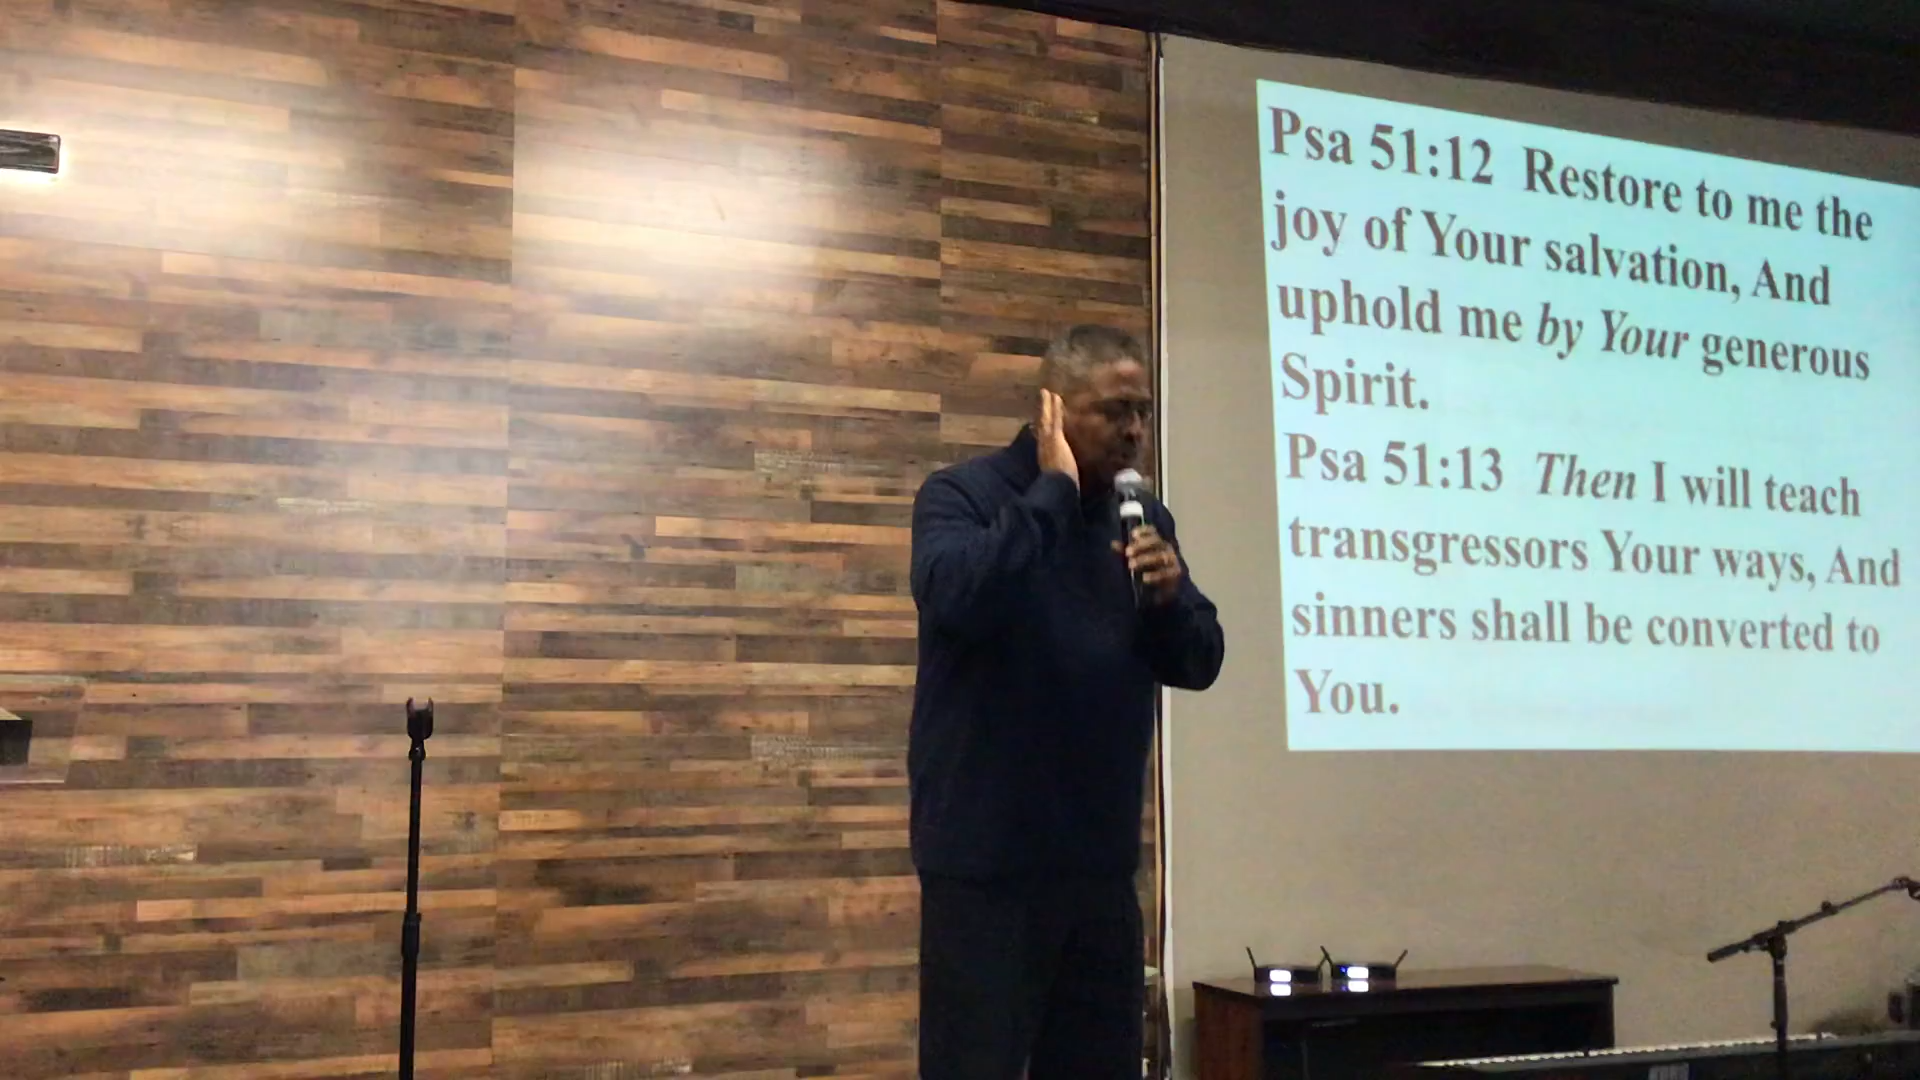 Psa 51:12 Restore to me the
joy of Your salvation, And
uphold me by Your generous
Spirit.
Psa 51:13 Then I will teach
transgressors Your ways, And
sinners shall be converted to
You.